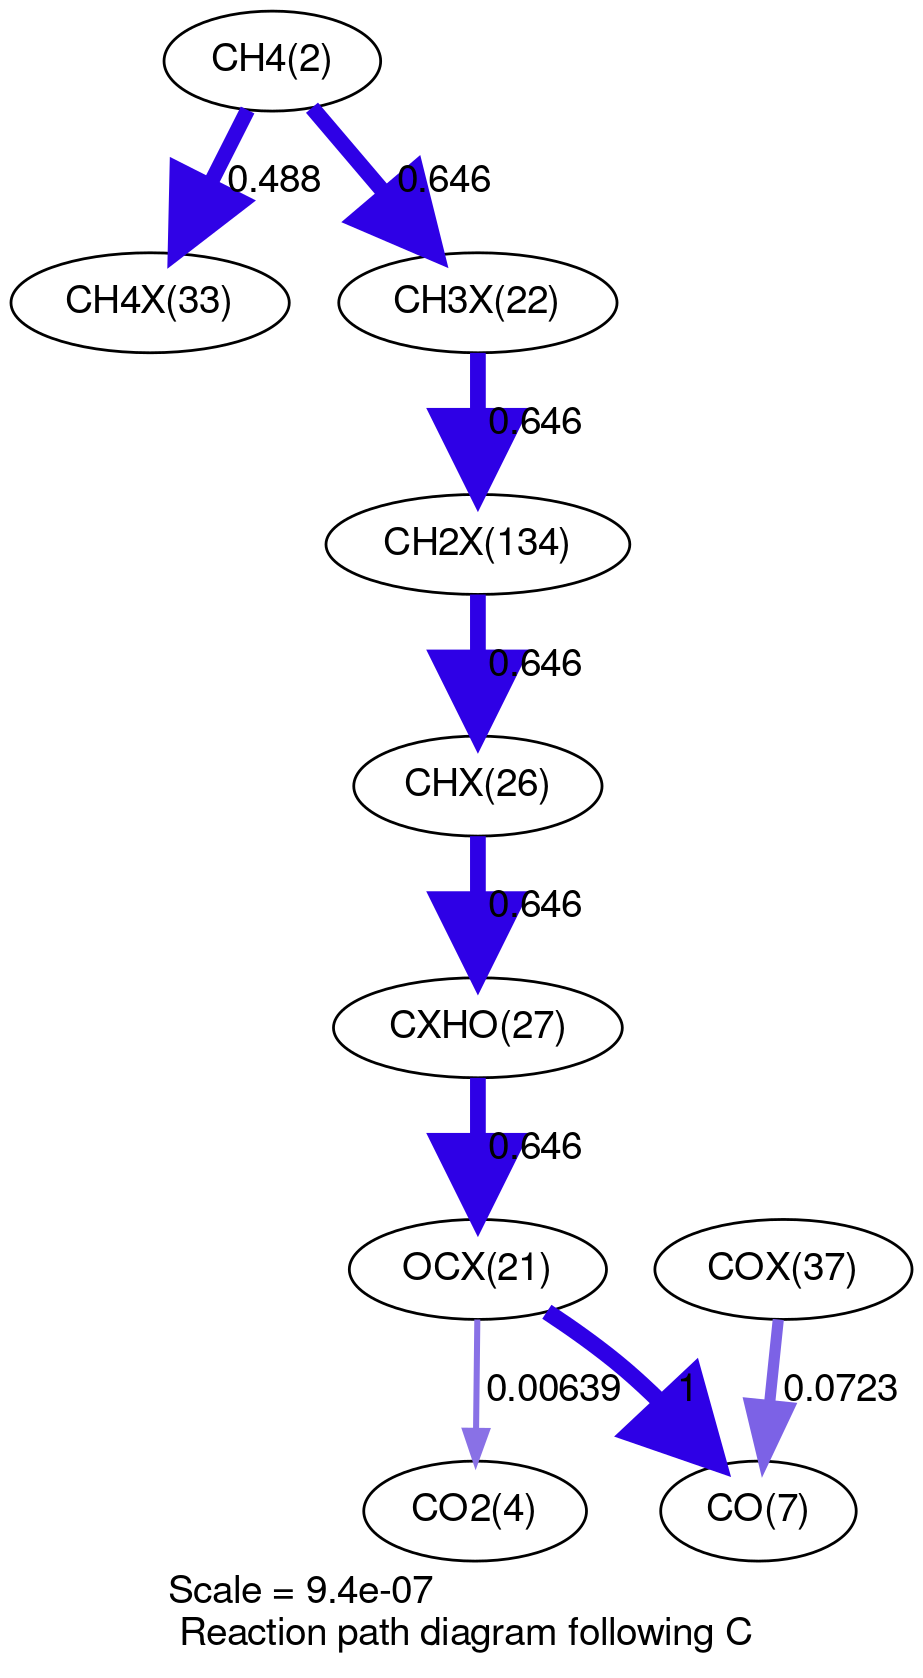 CH4(2)
0.488
0.646
CH4X(33)
CH3X(22)
0.646
CH2X(134)
0.646
CHX(26)
0.646
CXHO(27)
0.646
OCX(21)
COX(37)
0.00639
1
0.0723
CO2(4)
CO(7)
Scale = 9.4e-07
Reaction path diagram following C